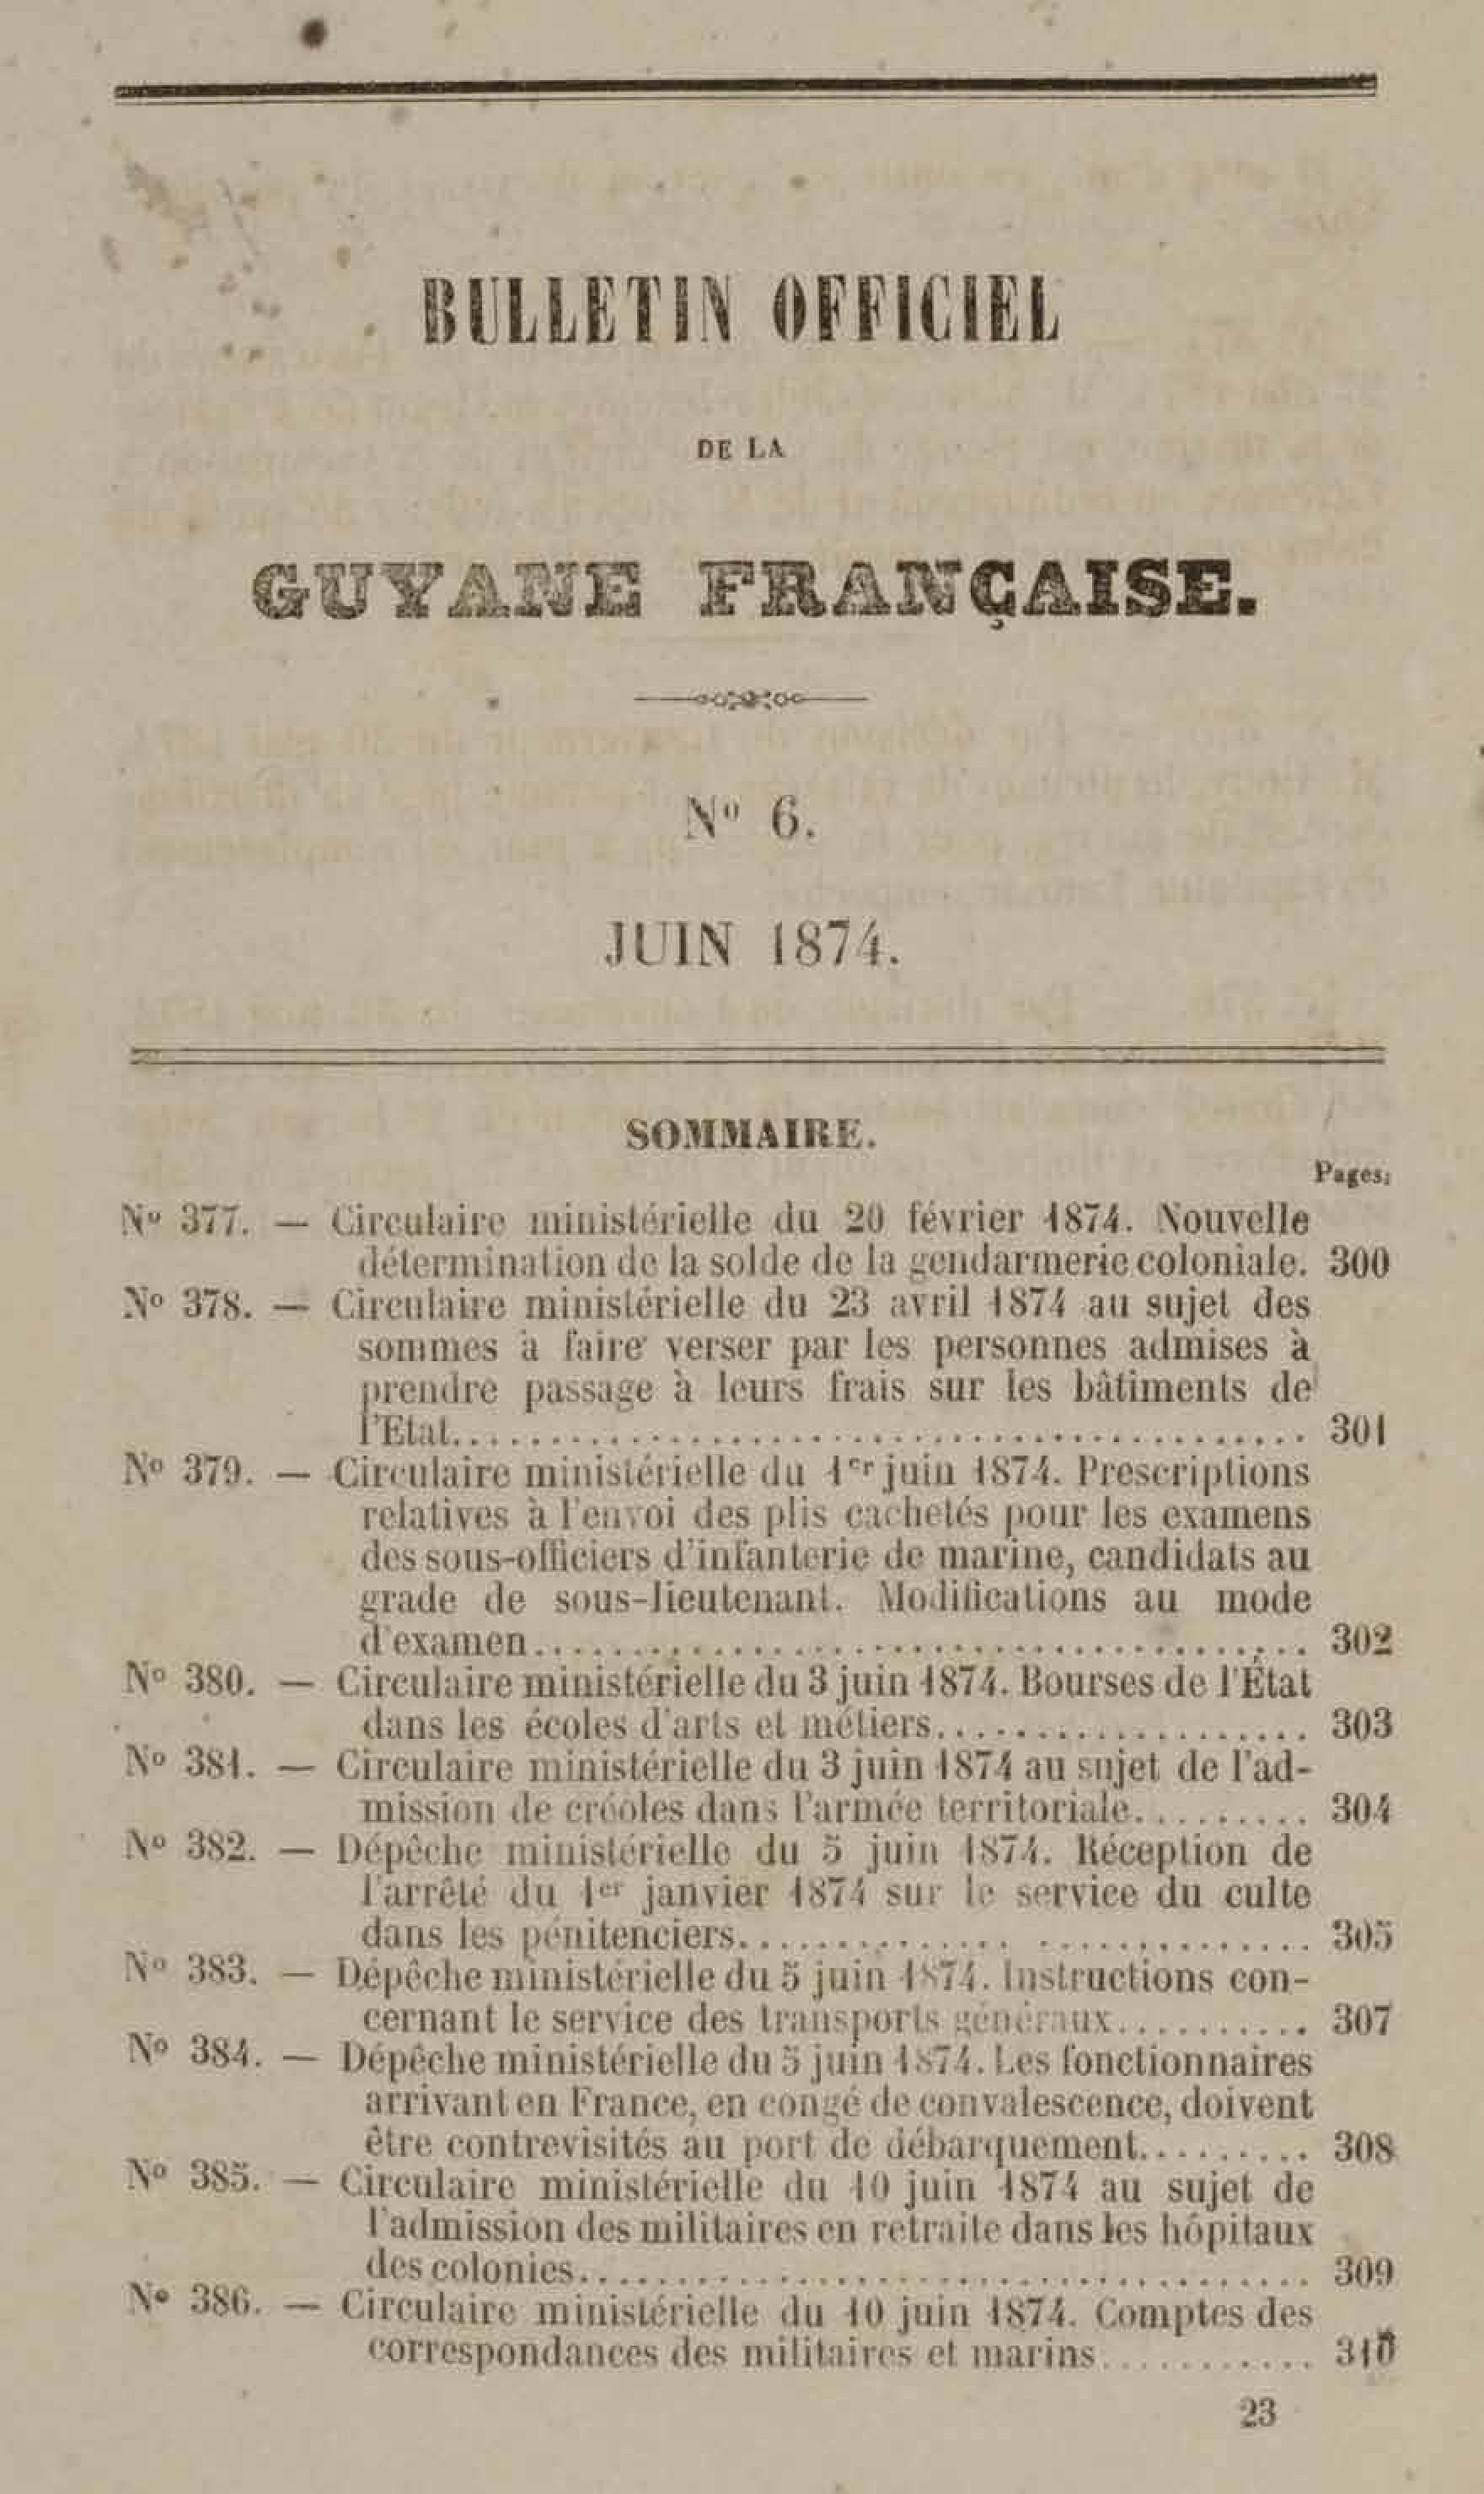 BULLETIN OFFICIEL
DE LA
GUYANE FRANÇAISE.
Nº 6.
JUIN 1874.
SOMMAIRE.
Pages.
Nº 377. — Circulaire ministérielle du 20 février 1874. Nouvelle
détermination de la solde de la gendarmerie coloniale. 300
Nº 378. — Circulaire ministérielle du 23 avril 1874 au sujet des
sommes à faire verser par les personnes admises à
prendre passage à leurs frais sur les bâtiments de
l'Etat........................................ 301
Nº 379. — Circulaire ministérielle du 1er juin 1874. Prescriptions
relatives à l'envoi des plis cachetés pour les examens
des sous-officiers d'infanterie de marine, candidats au
grade de sous-lieutenant. Modifications au mode
d'examen..................................... 302
Nº 380. — Circulaire ministérielle du 3 juin 1874. Bourses de l'État
dans les écoles d'arts et métiers................... 303
Nº 381. — Circulaire ministérielle du 3 juin 1874 au sujet de l'ad-
mission de créoles dans l'armée territoriale......... 304
Nº 382. — Dépêche ministérielle du 5 juin 1874. Réception de
l'arrêté du 1er janvier 1874 sur le service du culte
dans les pénitenciers............................ 305
Nº 383. — Dépêche ministérielle du 5 juin 1874. Instructions con-
cernant le service des transports généraux.......... 307
Nº 384. — Dépêche ministérielle du 5 juin 1874. Les fonctionnaires
arrivant en France, en congé de convalescence, doivent
être contrevisités au port de débarquement......... 308
Nº 385. — Circulaire ministérielle du 10 juin 1874 au sujet de
l'admission des militaires en retraite dans les hôpitaux
des colonies.................................... 309
Nº 386. — Circulaire ministérielle du 10 juin 1874. Comptes des
correspondances des militaires et marins........... 310
23